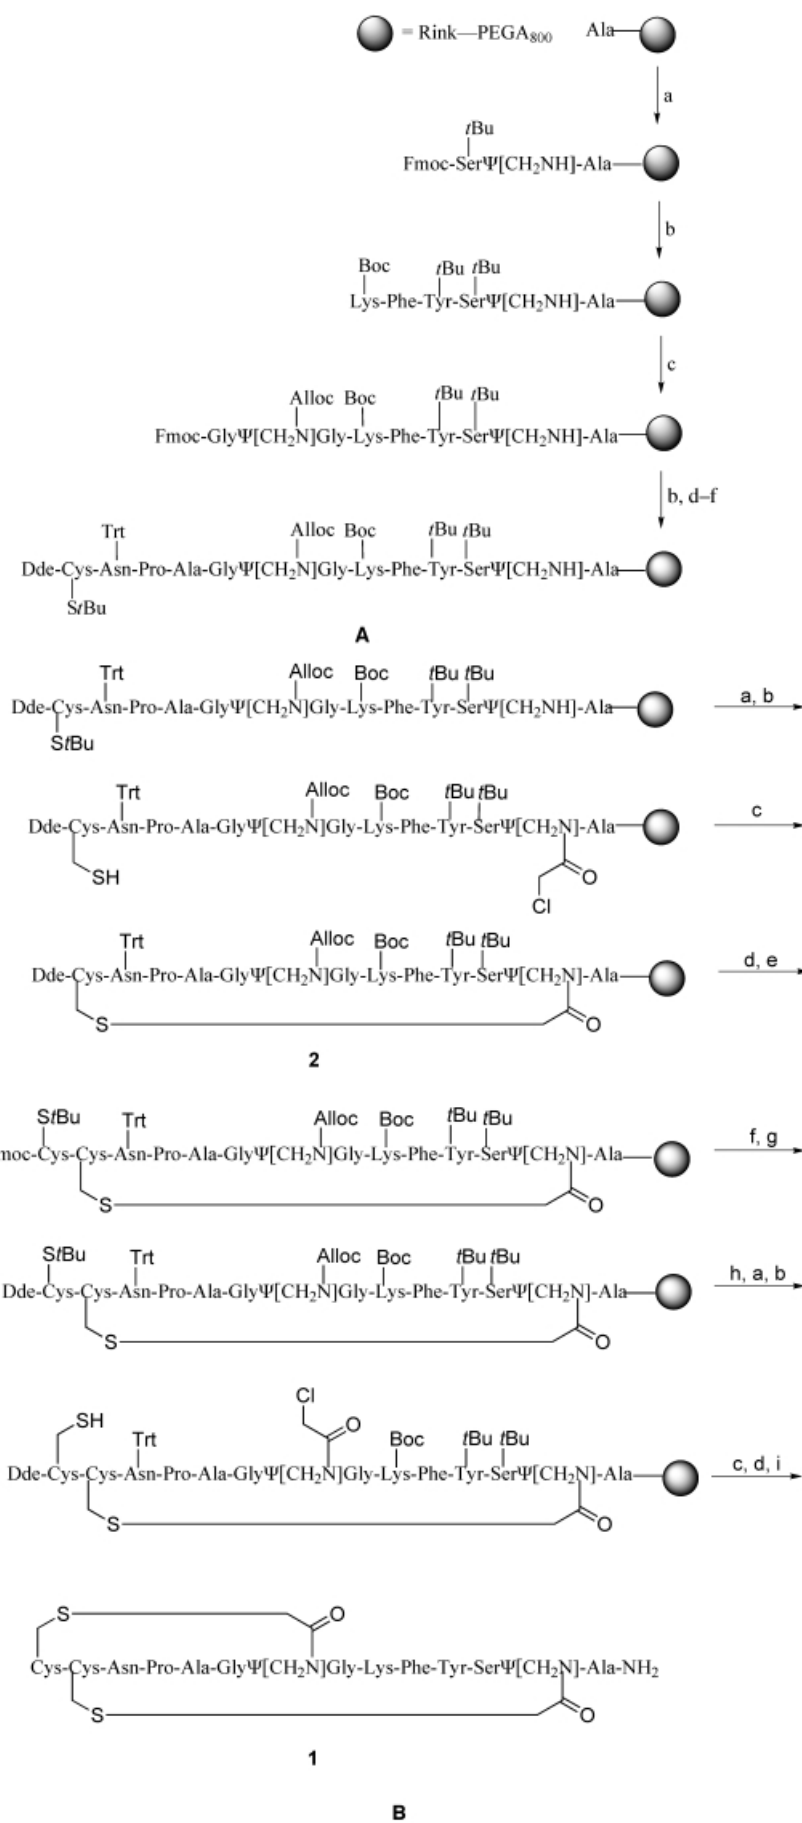 = Rink—PEGA₈₀₀ Ala
a
tBu
Fmoc-SerΨ[CH₂NH]-Ala
b
Boc tBu tBu
Lys-Phe-Tyr-SerΨ[CH₂NH]-Ala
c
Alloc Boc tBu tBu
Fmoc-GlyΨ[CH₂N]Gly-Lys-Phe-Tyr-SerΨ[CH₂NH]-Ala
b, d–f
Trt Alloc Boc tBu tBu
Dde-Cys-Asn-Pro-Ala-GlyΨ[CH₂N]Gly-Lys-Phe-Tyr-SerΨ[CH₂NH]-Ala
StBu
A
Trt Alloc Boc tBu tBu
Dde-Cys-Asn-Pro-Ala-GlyΨ[CH₂N]Gly-Lys-Phe-Tyr-SerΨ[CH₂NH]-Ala a, b
StBu
Trt Alloc Boc tBu tBu
Dde-Cys-Asn-Pro-Ala-GlyΨ[CH₂N]Gly-Lys-Phe-Tyr-SerΨ[CH₂N]-Ala c
SH O
Cl
Trt Alloc Boc tBu tBu
Dde-Cys-Asn-Pro-Ala-GlyΨ[CH₂N]Gly-Lys-Phe-Tyr-SerΨ[CH₂N]-Ala d, e
S O
2
StBu Trt Alloc Boc tBu tBu
moc-Cys-Cys-Asn-Pro-Ala-GlyΨ[CH₂N]Gly-Lys-Phe-Tyr-SerΨ[CH₂N]-Ala f, g
S O
StBu Trt Alloc Boc tBu tBu
Dde-Cys-Cys-Asn-Pro-Ala-GlyΨ[CH₂N]Gly-Lys-Phe-Tyr-SerΨ[CH₂N]-Ala h, a, b
S O
Cl
SH O
Trt Boc tBu tBu
Dde-Cys-Cys-Asn-Pro-Ala-GlyΨ[CH₂N]Gly-Lys-Phe-Tyr-SerΨ[CH₂N]-Ala c, d, i
S O
S O
Cys-Cys-Asn-Pro-Ala-GlyΨ[CH₂N]Gly-Lys-Phe-Tyr-SerΨ[CH₂N]-Ala-NH₂
S O
1
B